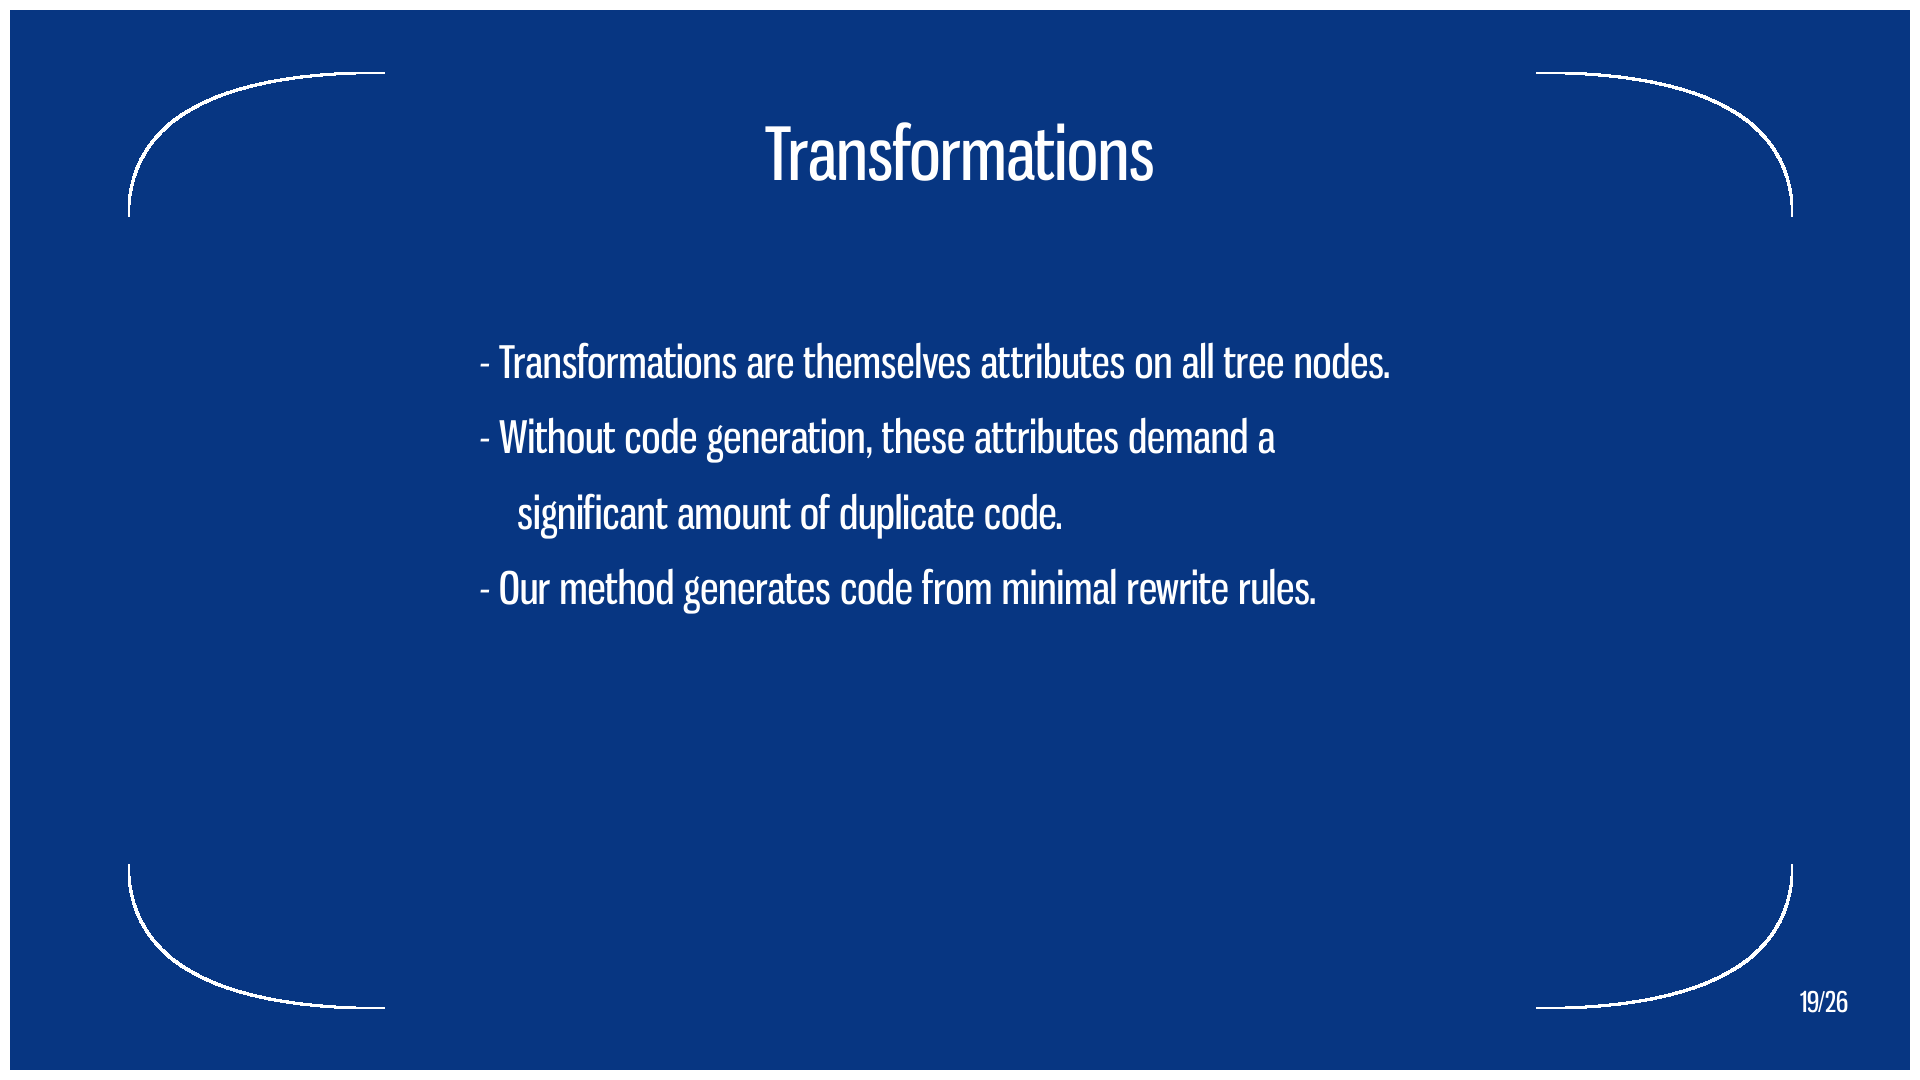 Transformations
- Transformations are themselves attributes on all tree nodes.
- Without code generation, these attributes demand a
significant amount of duplicate code.
- Our method generates code from minimal rewrite rules.
19/26